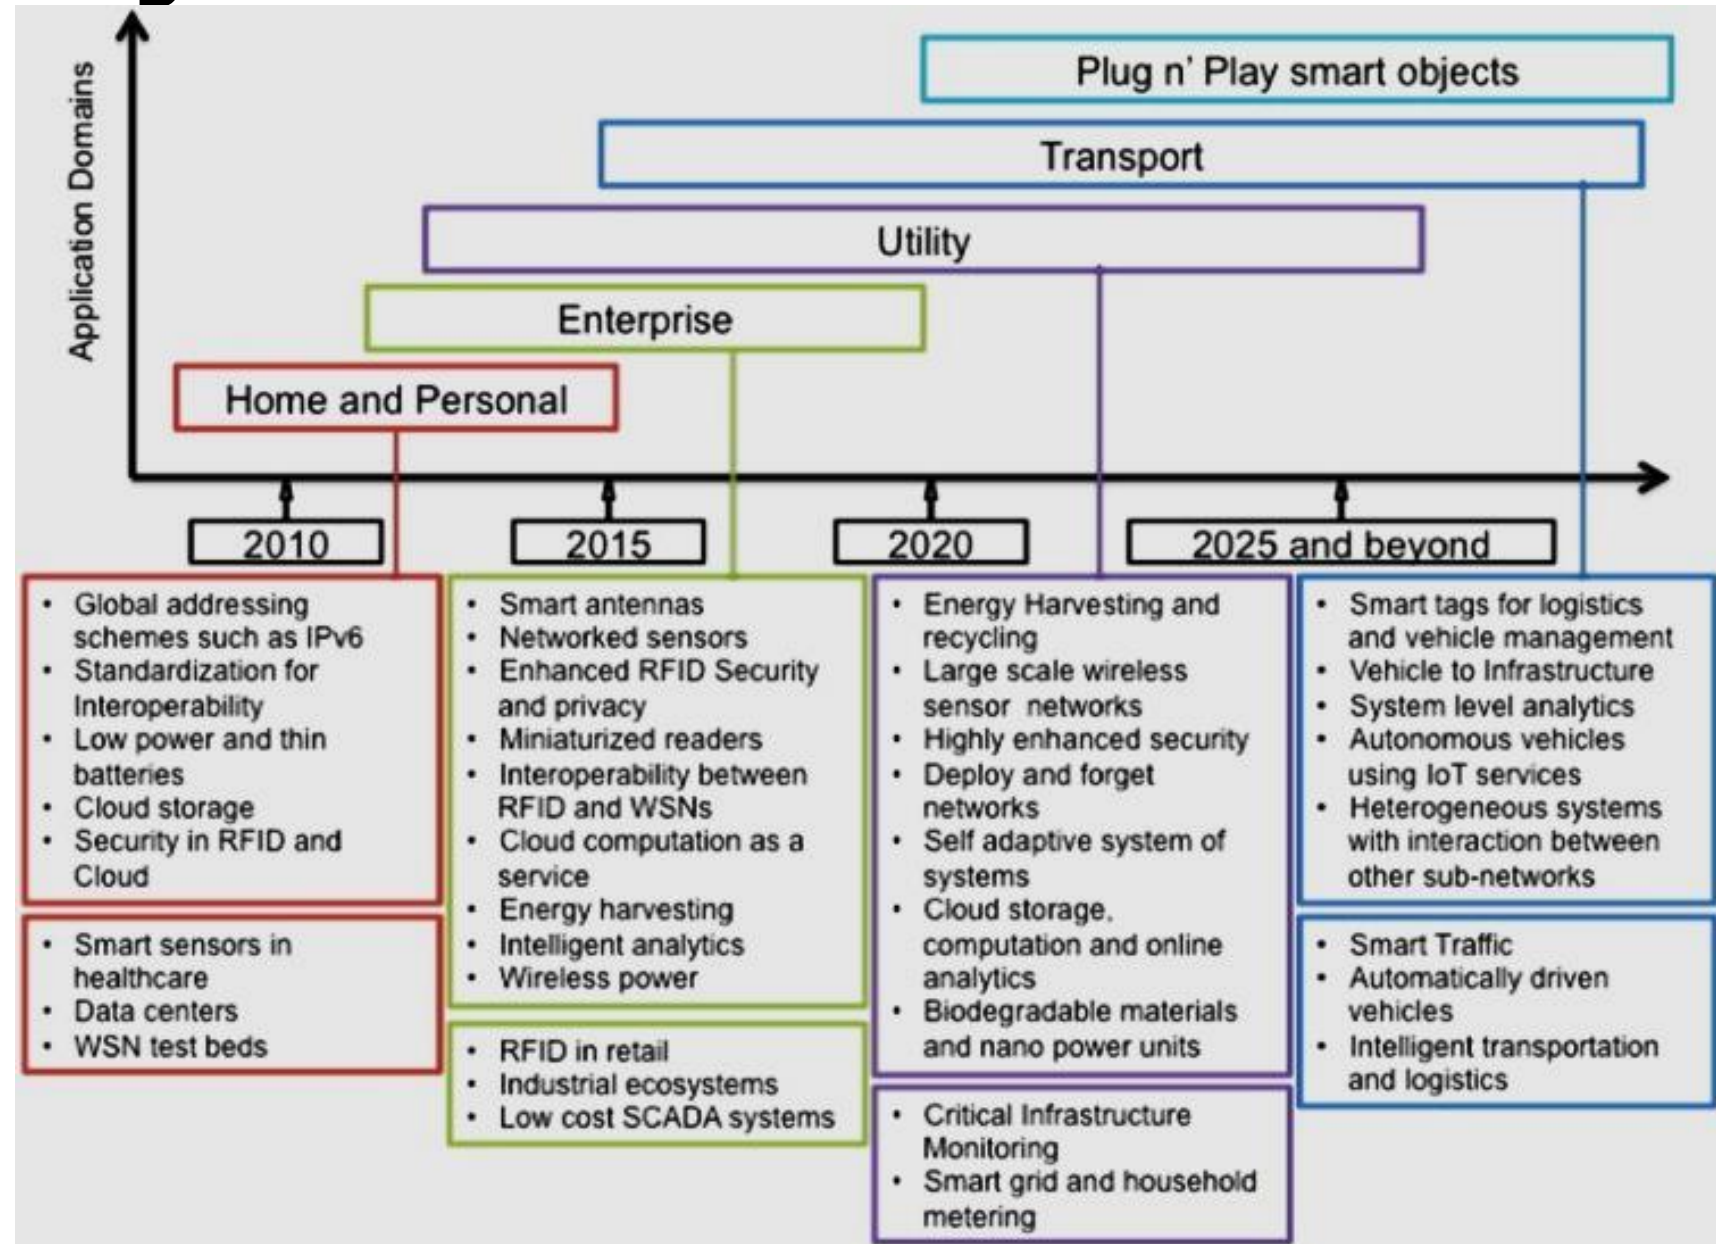 Application Domains
Plug n' Play smart objects
Transport
Utility
Enterprise
Home and Personal
2010
2015
2020
2025 and beyond
• Global addressing
schemes such as IPv6
• Standardization for
Interoperability
• Low power and thin
batteries
• Cloud storage
• Security in RFID and
Cloud
• Smart sensors in
healthcare
• Data centers
• WSN test beds
• Smart antennas
• Networked sensors
• Enhanced RFID Security
and privacy
• Miniaturized readers
• Interoperability between
RFID and WSNs
• Cloud computation as a
service
• Energy harvesting
• Intelligent analytics
• Wireless power
• RFID in retail
• Industrial ecosystems
• Low cost SCADA systems
• Energy Harvesting and
recycling
• Large scale wireless
sensor networks
• Highly enhanced security
• Deploy and forget
networks
• Self adaptive system of
systems
• Cloud storage,
computation and online
analytics
• Biodegradable materials
and nano power units
• Critical Infrastructure
Monitoring
• Smart grid and household
metering
• Smart tags for logistics
and vehicle management
• Vehicle to Infrastructure
• System level analytics
• Autonomous vehicles
using IoT services
• Heterogeneous systems
with interaction between
other sub-networks
• Smart Traffic
• Automatically driven
vehicles
• Intelligent transportation
and logistics